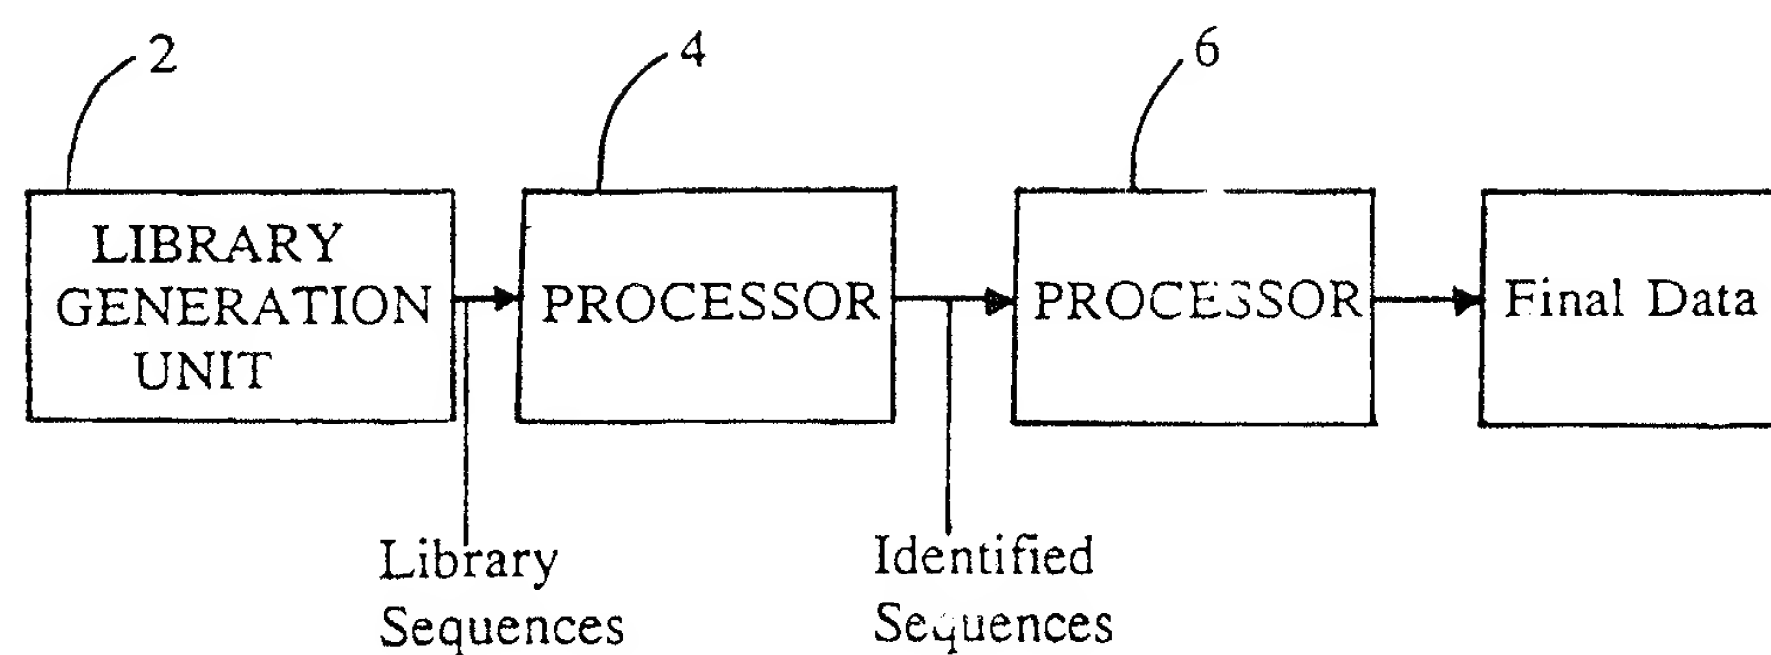 2
4
6
LIBRARY
GENERATION
UNIT
PROCESSOR
PROCESSOR
Final Data
Library
Sequences
Identified
Sequences